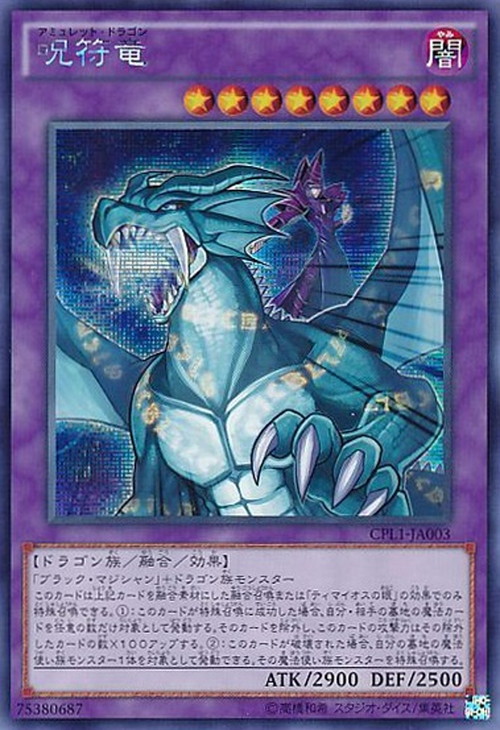 アミュレット・ドラゴン
呪符竜
やみ
闇
CPL1-JA003
【ドラゴン族／融合／効果】
「ブラック・マジシャン」＋ドラゴン族モンスター
このカードは上記カードを融合素材にした融合召喚または「ティマイオスの眼」の効果でのみ
特殊召喚できる。①：このカードが特殊召喚に成功した場合、自分・相手の墓地の魔法カー
ドを任意の数だけ対象として発動する。そのカードを除外し、このカードの攻撃力はその除外
したカードの数×１００アップする。②：このカードが破壊された場合、自分の墓地の魔法
使い族モンスター1体を対象として発動できる。その魔法使い族モンスターを特殊召喚する。
ATK/2900 DEF/2500
75380687
©高橋和希 スタジオ・ダイス/集英社